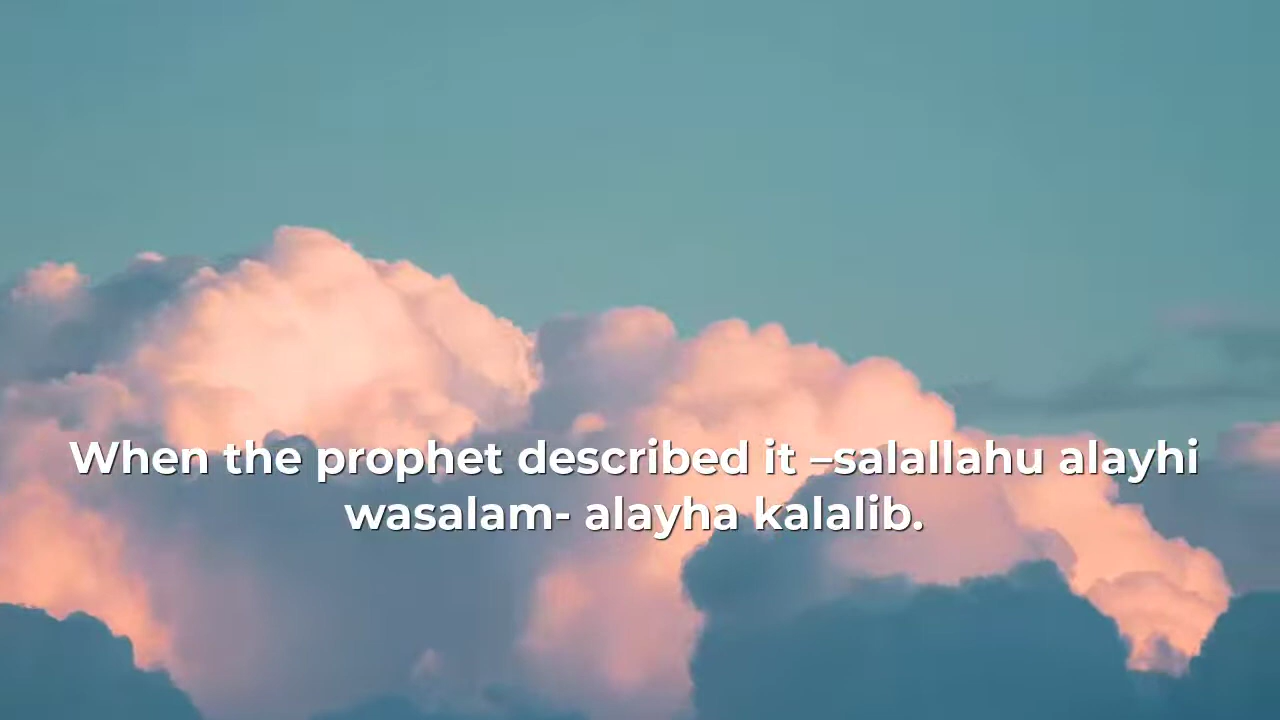 When the prophet described it –salallahu alayhi
wasalam- alayha kalalib.